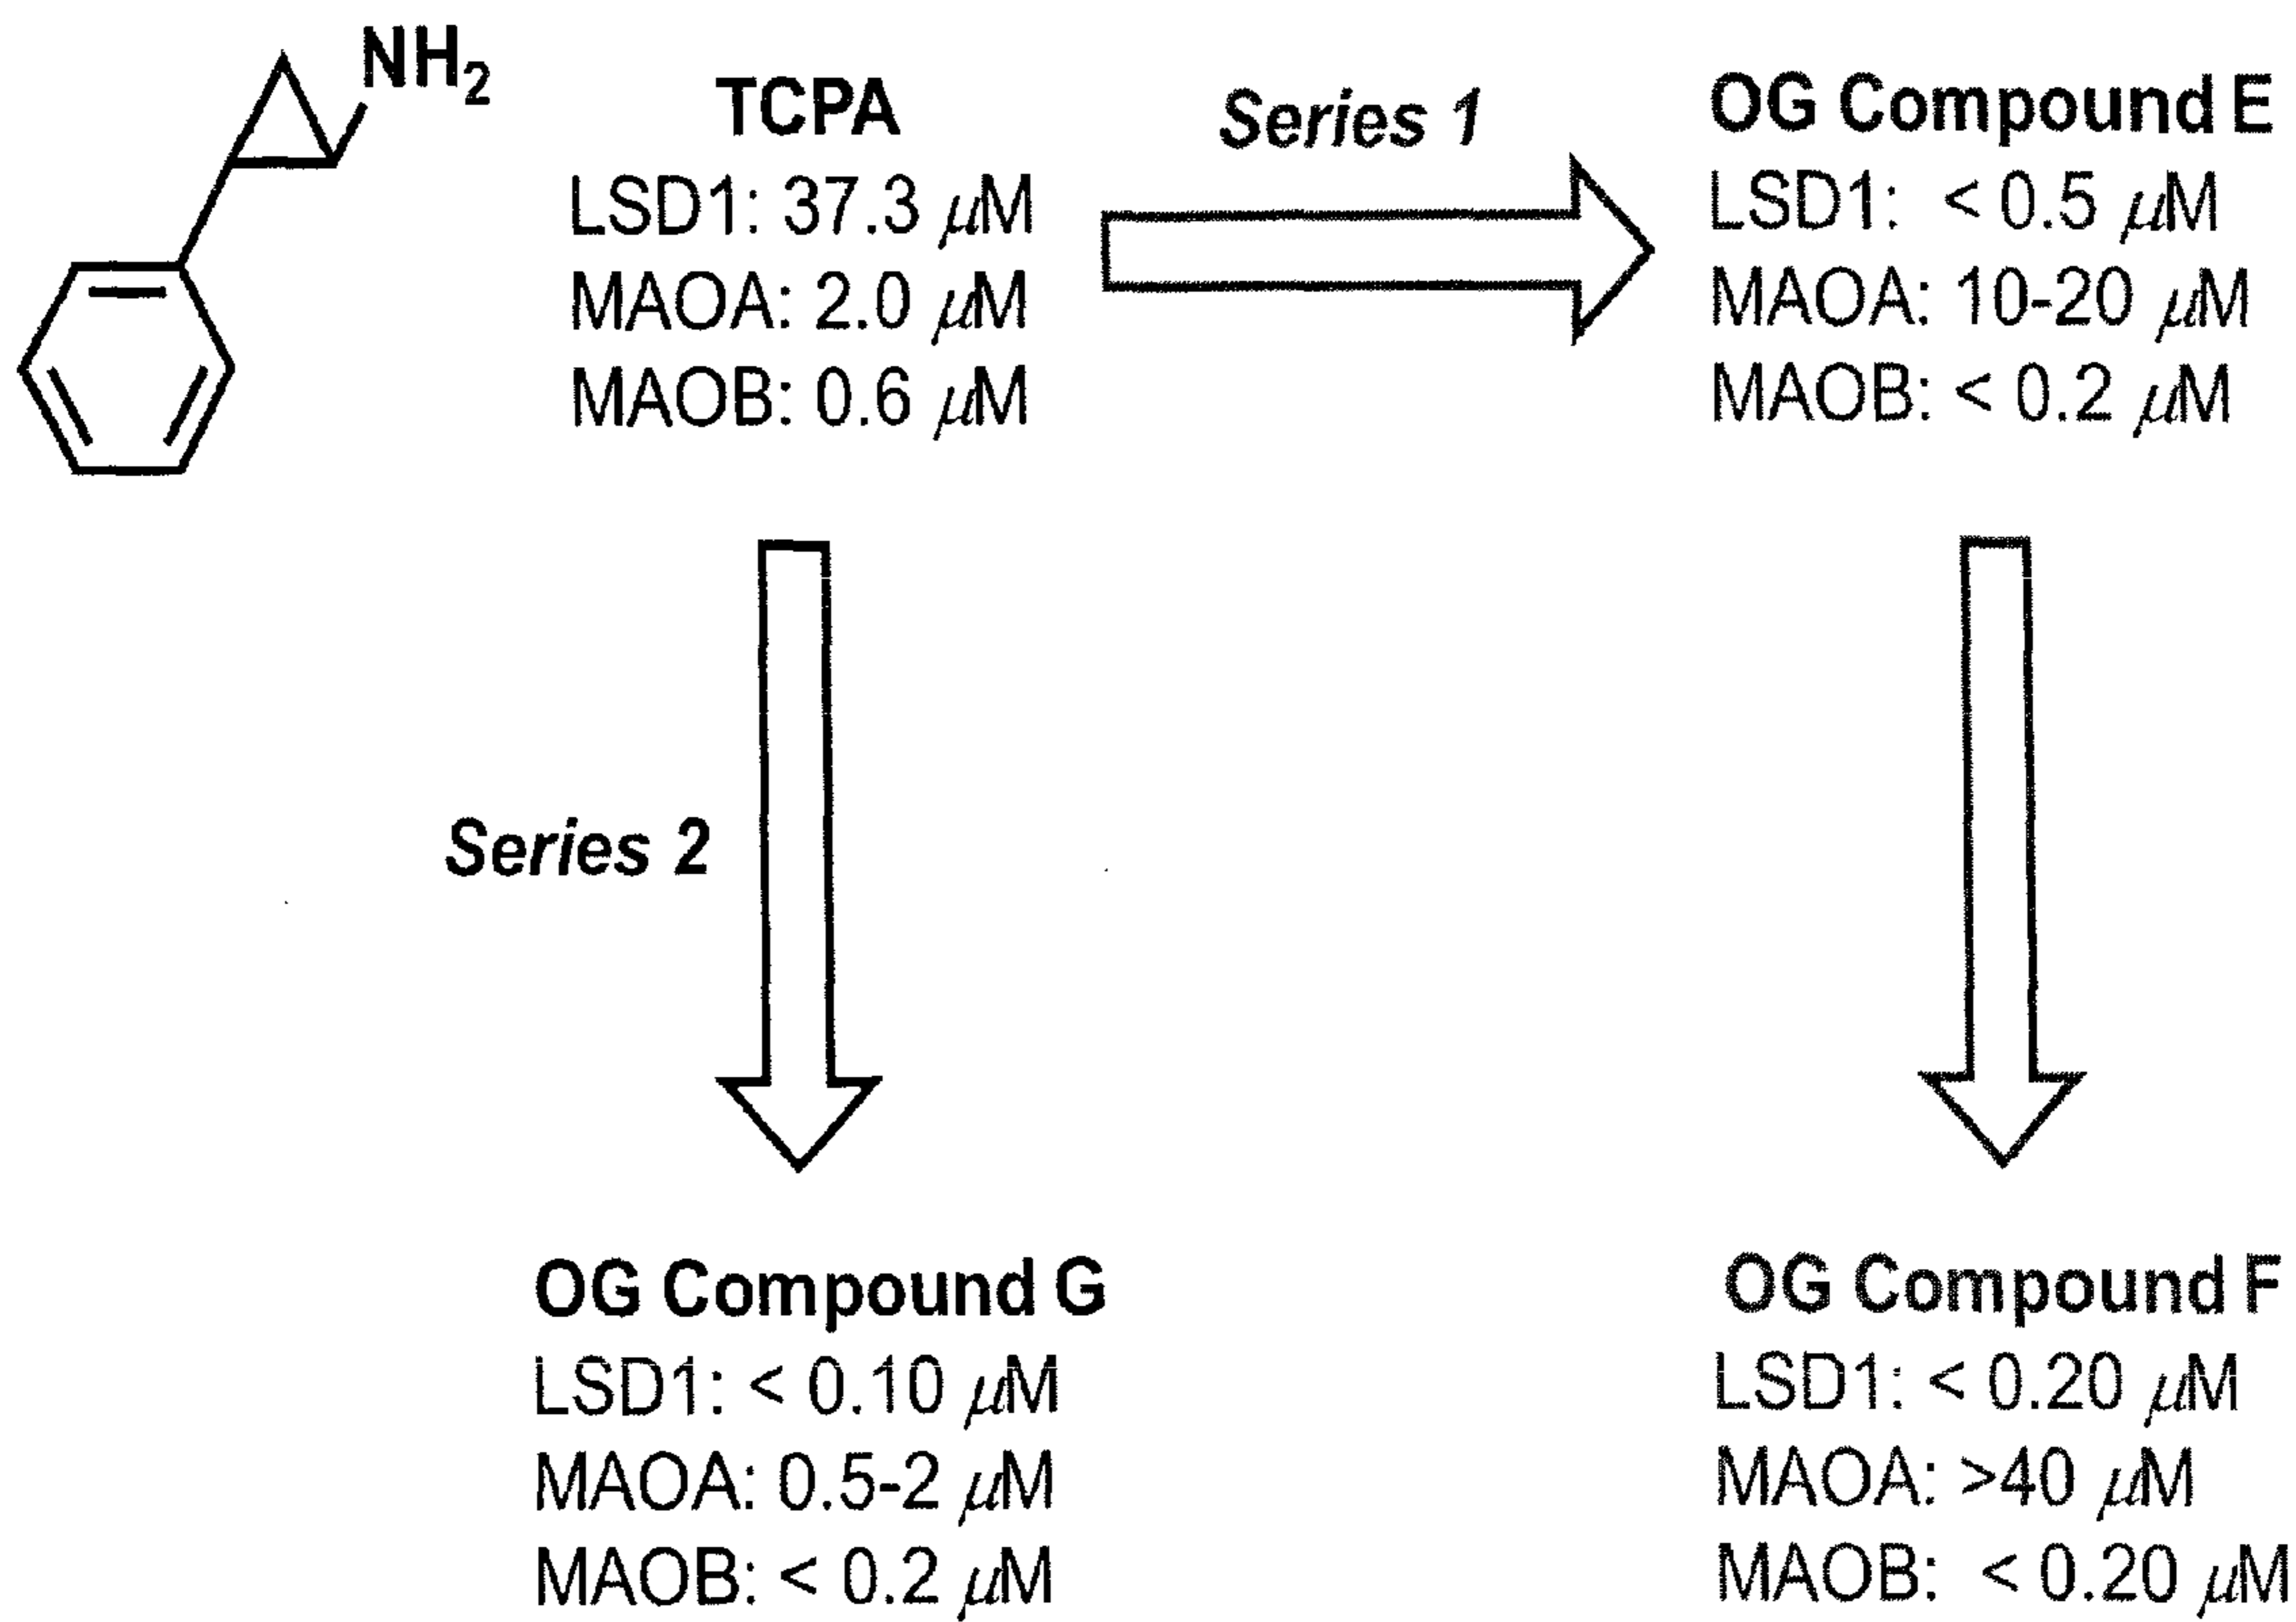 NH2
TCPA
LSD1: 37.3 μM
MAOA: 2.0 μM
MAOB: 0.6 μM
Series 1
OG Compound E
LSD1: < 0.5 μM
MAOA: 10-20 μM
MAOB: < 0.2 μM
Series 2
OG Compound G
LSD1: < 0.10 μM
MAOA: 0.5-2 μM
MAOB: < 0.2 μM
OG Compound F
LSD1: < 0.20 μM
MAOA: >40 μM
MAOB: < 0.20 μM